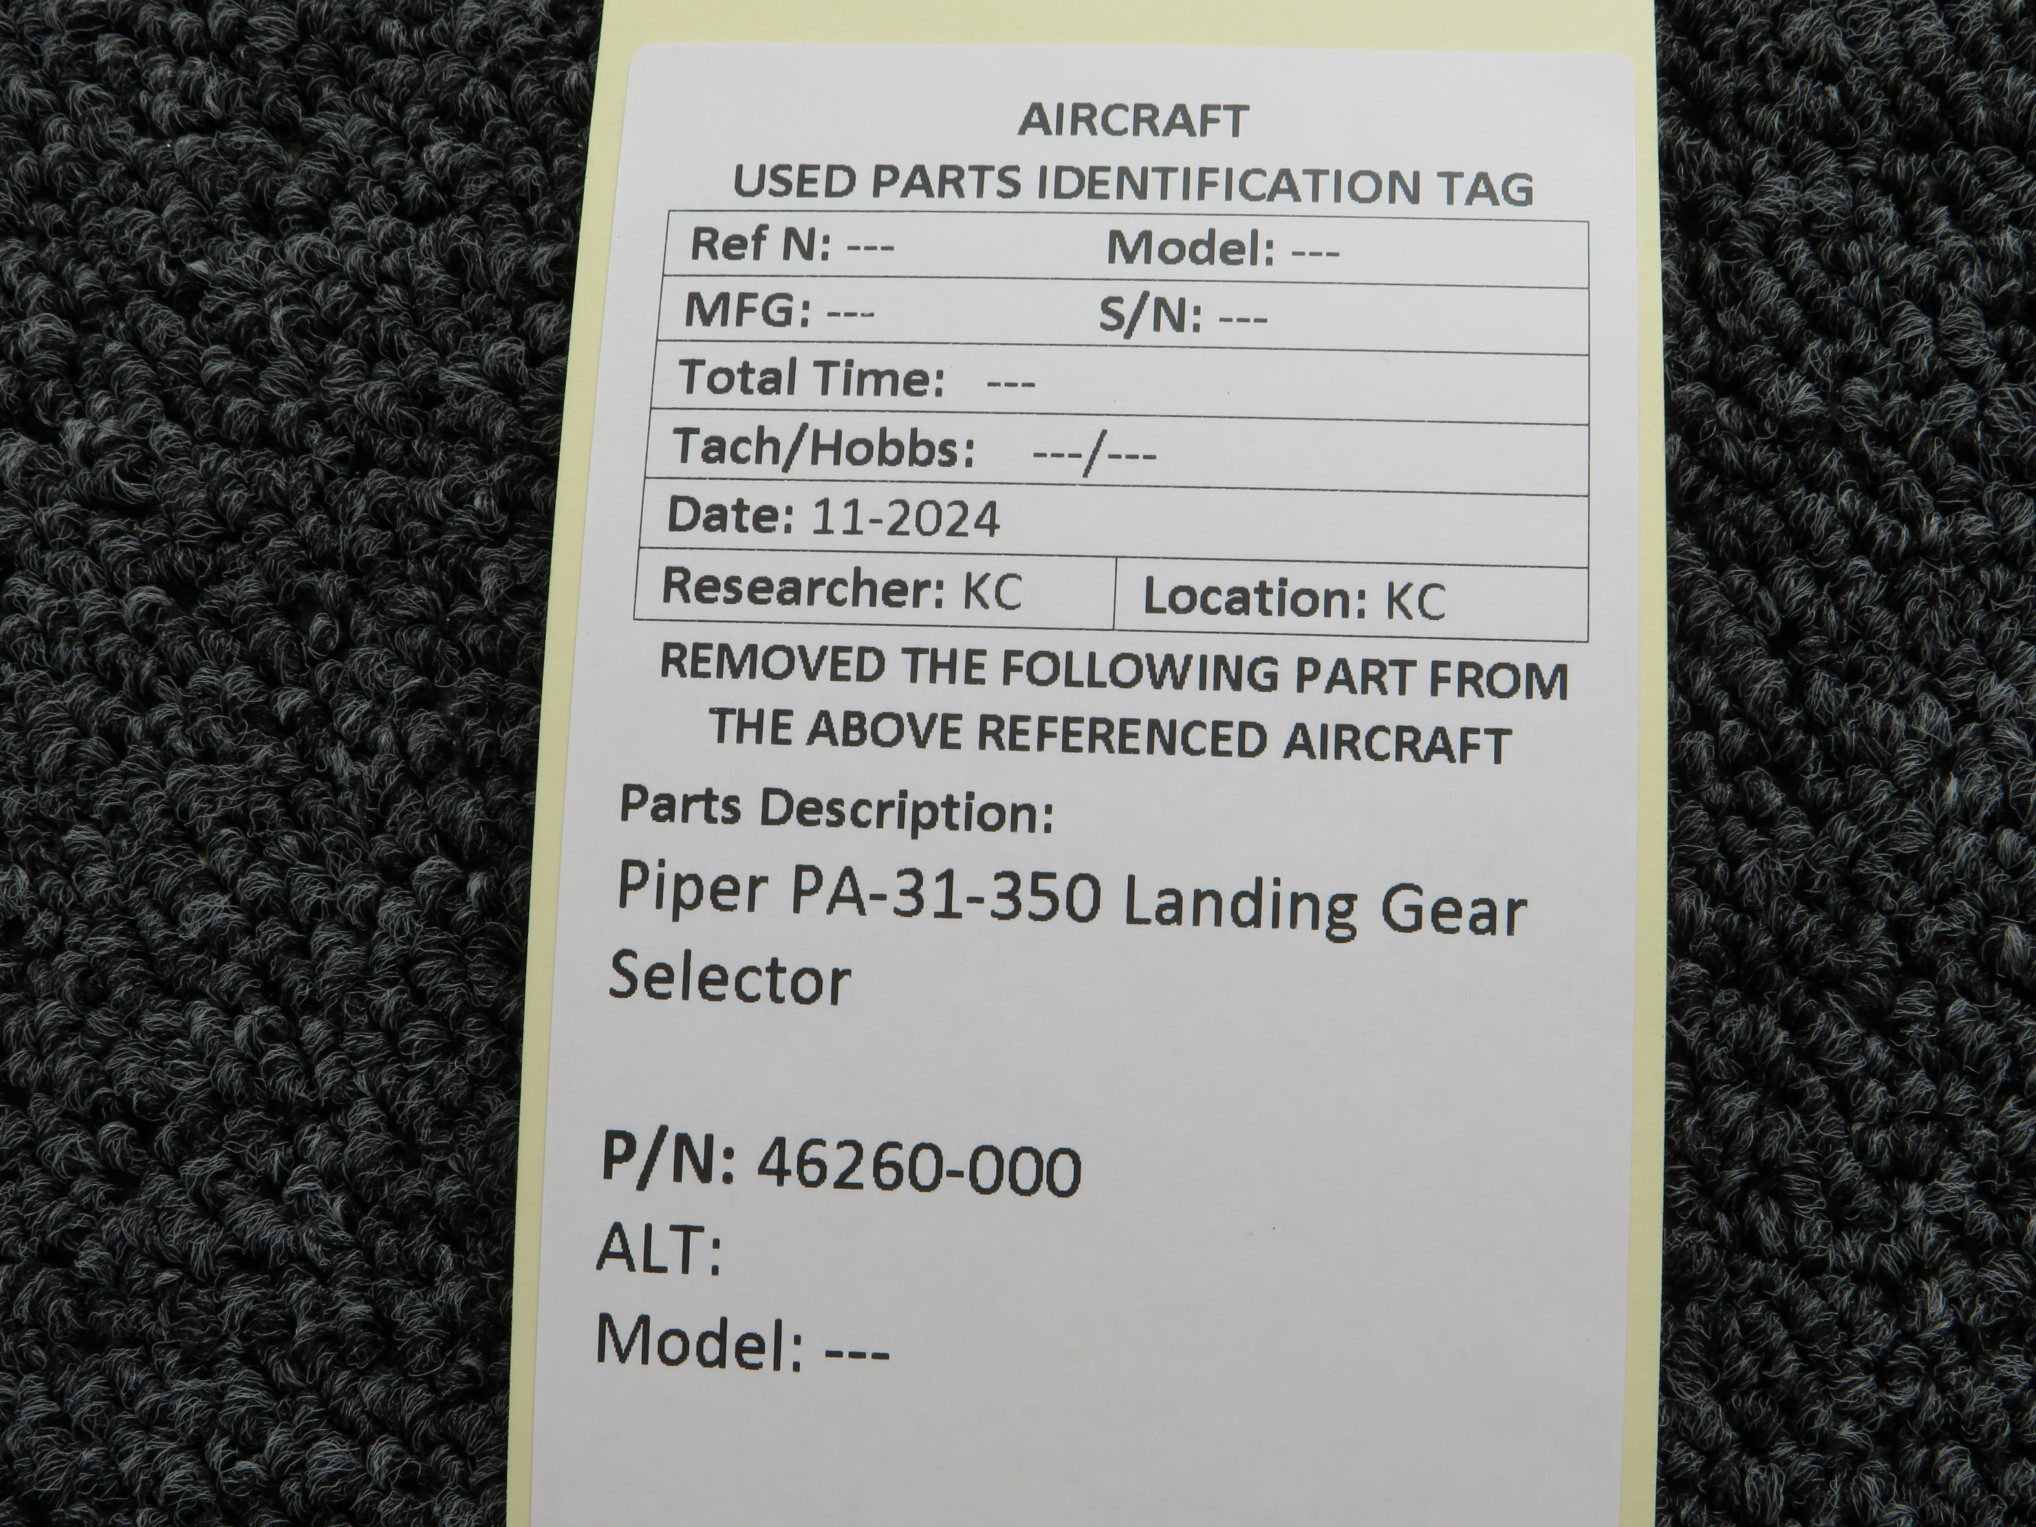 AIRCRAFT
USED PARTS IDENTIFICATION TAG
Ref N: --- Model: ---
MFG: --- S/N: ---
Total Time: ---
Tach/Hobbs: ---/---
Date: 11-2024
Researcher: KC Location: KC
REMOVED THE FOLLOWING PART FROM
THE ABOVE REFERENCED AIRCRAFT
Parts Description:
Piper PA-31-350 Landing Gear
Selector
P/N: 46260-000
ALT:
Model: ---